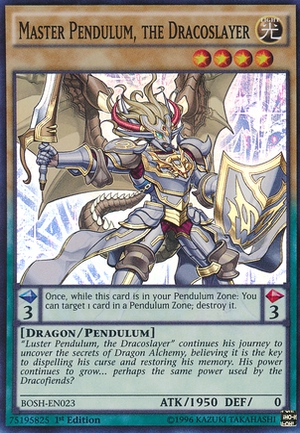 MASTER PENDULUM, THE DRACOSLAYER
光
Once, while this card is in your Pendulum Zone: You
can target 1 card in a Pendulum Zone; destroy it.
3
3
[DRAGON/PENDULUM]
"Luster Pendulum, the Dracoslayer" continues his journey to
uncover the secrets of Dragon Alchemy, believing it is the key
to dispelling his curse and restoring his memory. His power
continues to grow... perhaps the same power used by the
Dracofiends?
BOSH-EN023
ATK/1950 DEF/ 0
75195825 1st Edition
©1996 KAZUKI TAKAHASHI